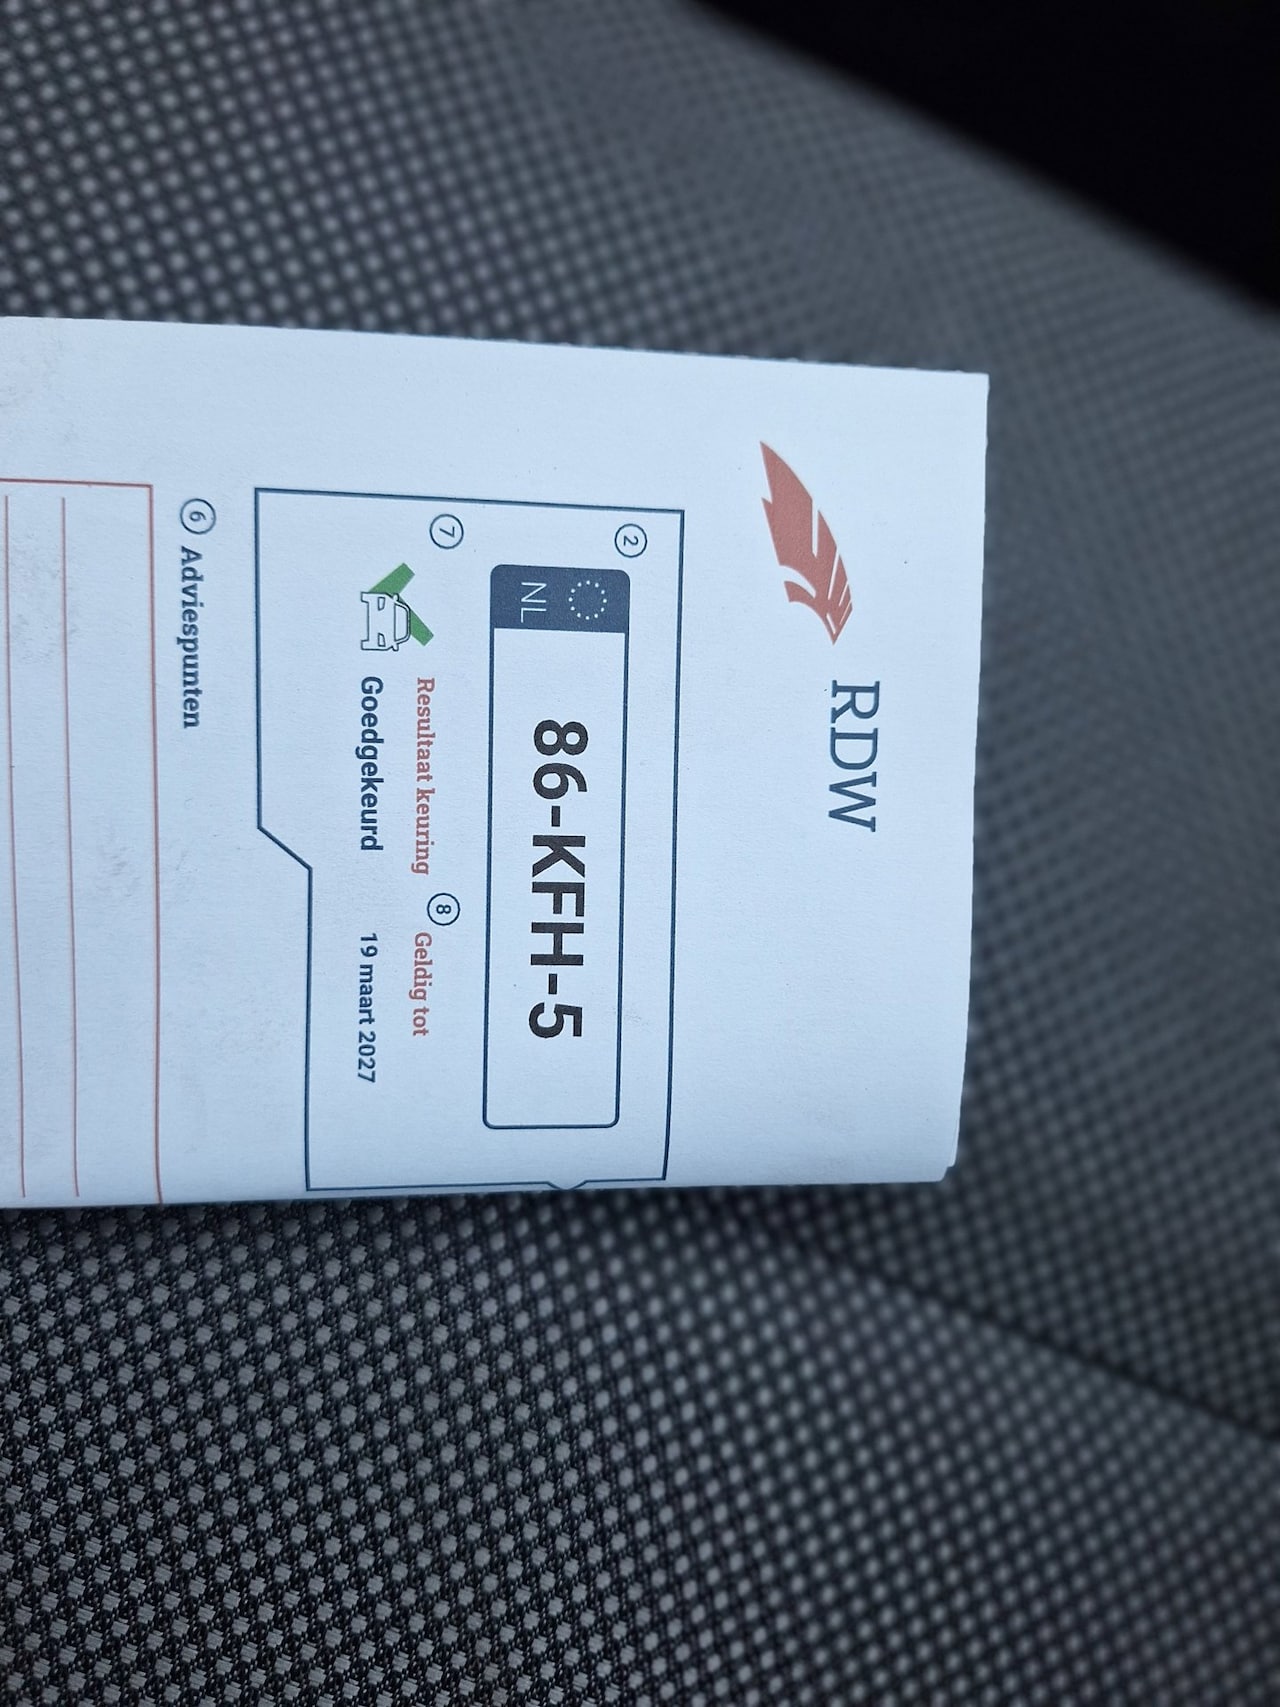 RDW
2
NL 86-KFH-5
7 Resultaat keuring 8 Geldig tot
Goedgekeurd 19 maart 2027
6 Adviespunten